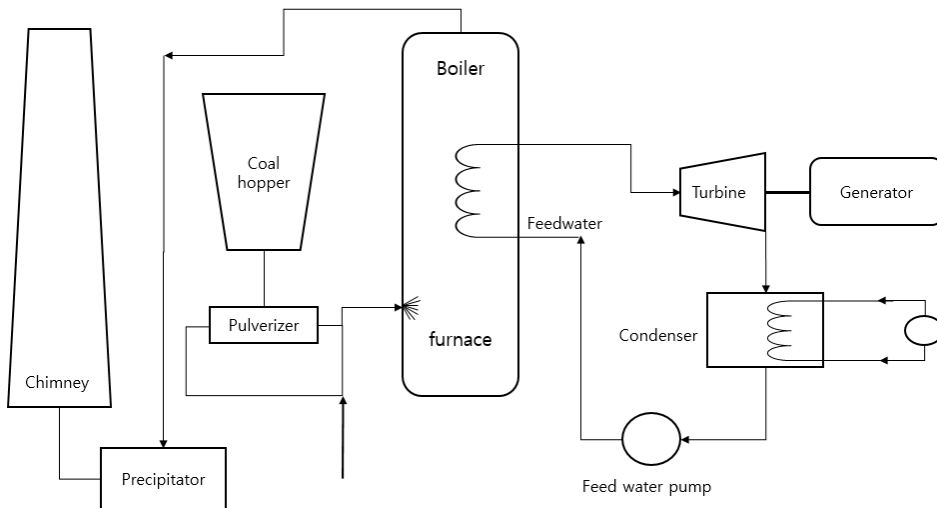 Boiler
Coal
hopper
Turbine
Generator
Feedwater
Pulverizer
furnace
Condenser
Chimney
Precipitator
Feed water pump